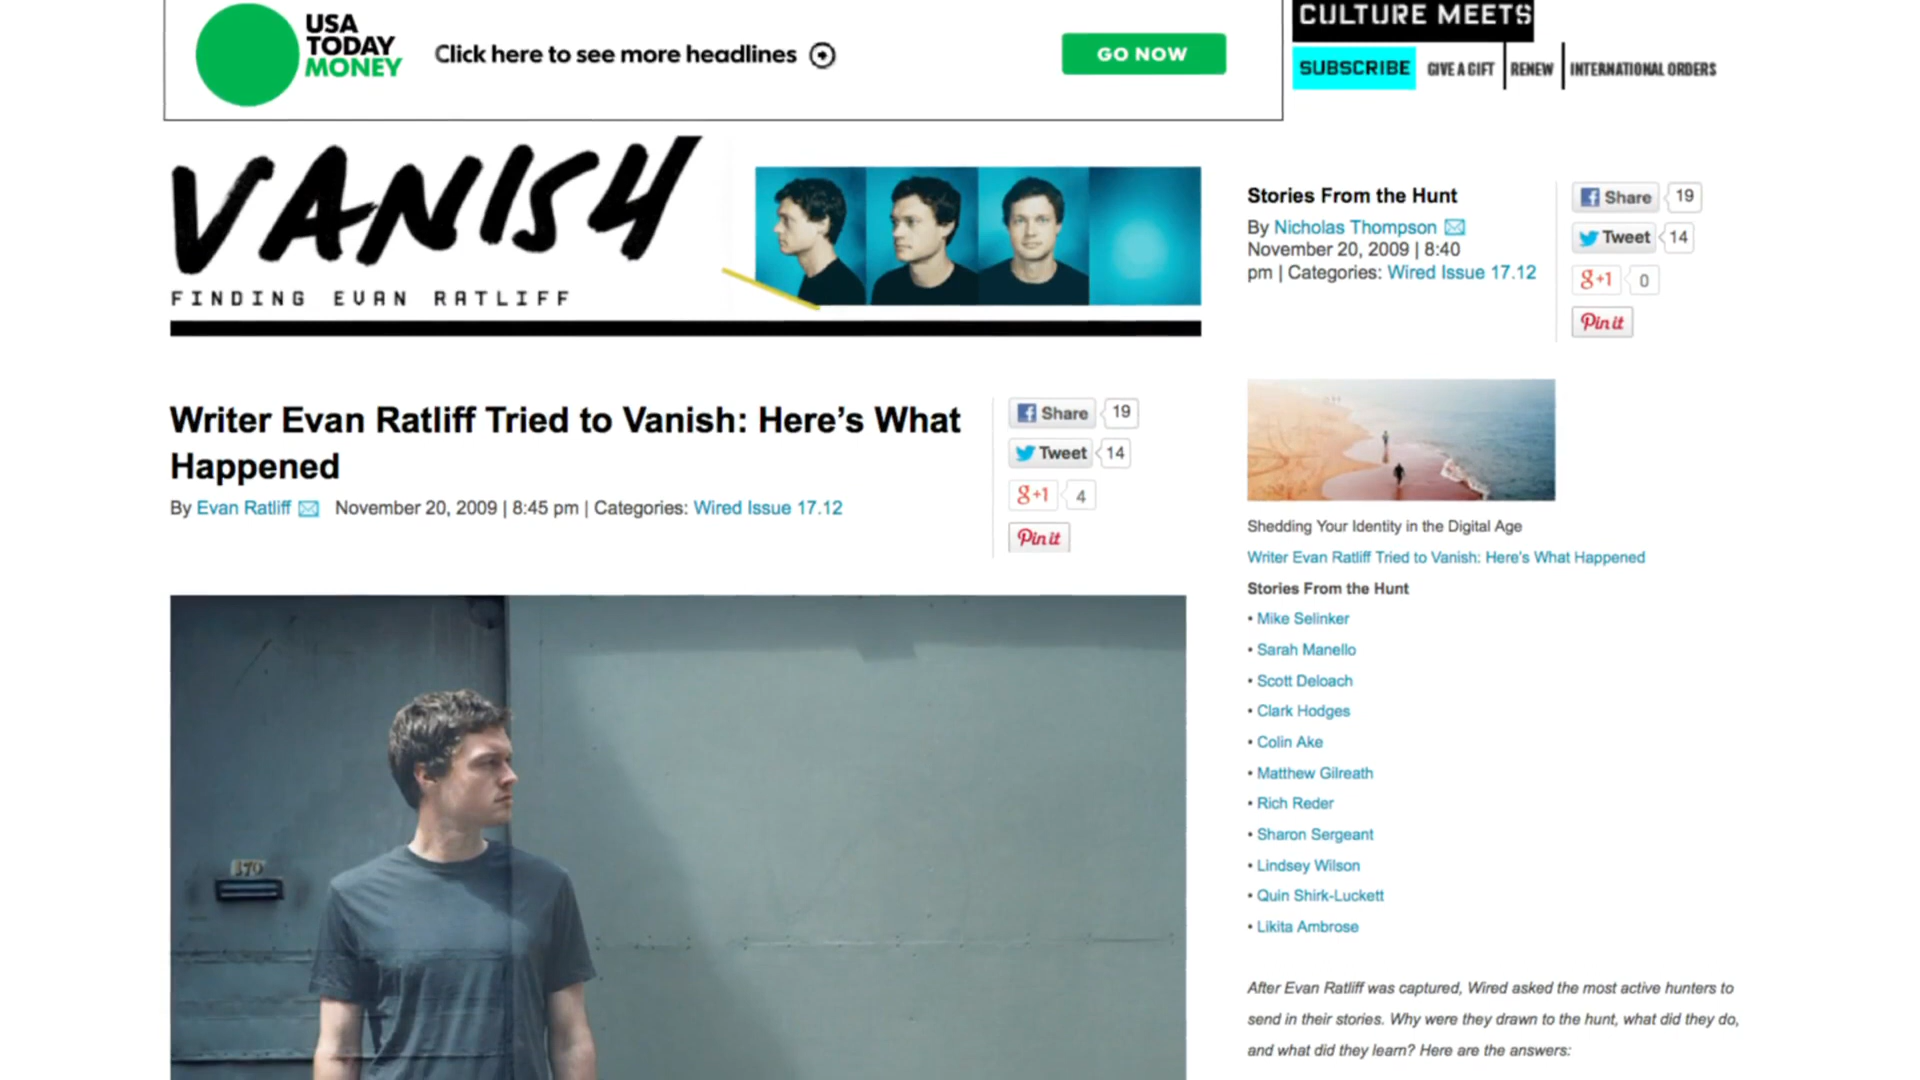 USA
TODAY
MONEY
Click here to see more headlines
GO NOW
CULTURE MEETS
SUBSCRIBE
GIVE A GIFT
RENEW
INTERNATIONAL ORDERS
VANISH
FINDING EVAN RATLIFF
Writer Evan Ratliff Tried to Vanish: Here's What
Happened
By Evan Ratliff November 20, 2009 | 8:45 pm | Categories: Wired Issue 17.12
Share 19
Tweet 14
g+1 4
Pin it
370
Stories From the Hunt
By Nicholas Thompson
November 20, 2009 | 8:40
pm | Categories: Wired Issue 17.12
Share 19
Tweet 14
g+1 0
Pin it
Shedding Your Identity in the Digital Age
Writer Evan Ratliff Tried to Vanish: Here's What Happened
Stories From the Hunt
• Mike Selinker
• Sarah Manello
• Scott Deloach
• Clark Hodges
• Colin Ake
• Matthew Gilreath
• Rich Reder
• Sharon Sergeant
• Lindsey Wilson
• Quin Shirk-Luckett
• Likita Ambrose
After Evan Ratliff was captured, Wired asked the most active hunters to
send in their stories. Why were they drawn to the hunt, what did they do,
and what did they learn? Here are the answers: